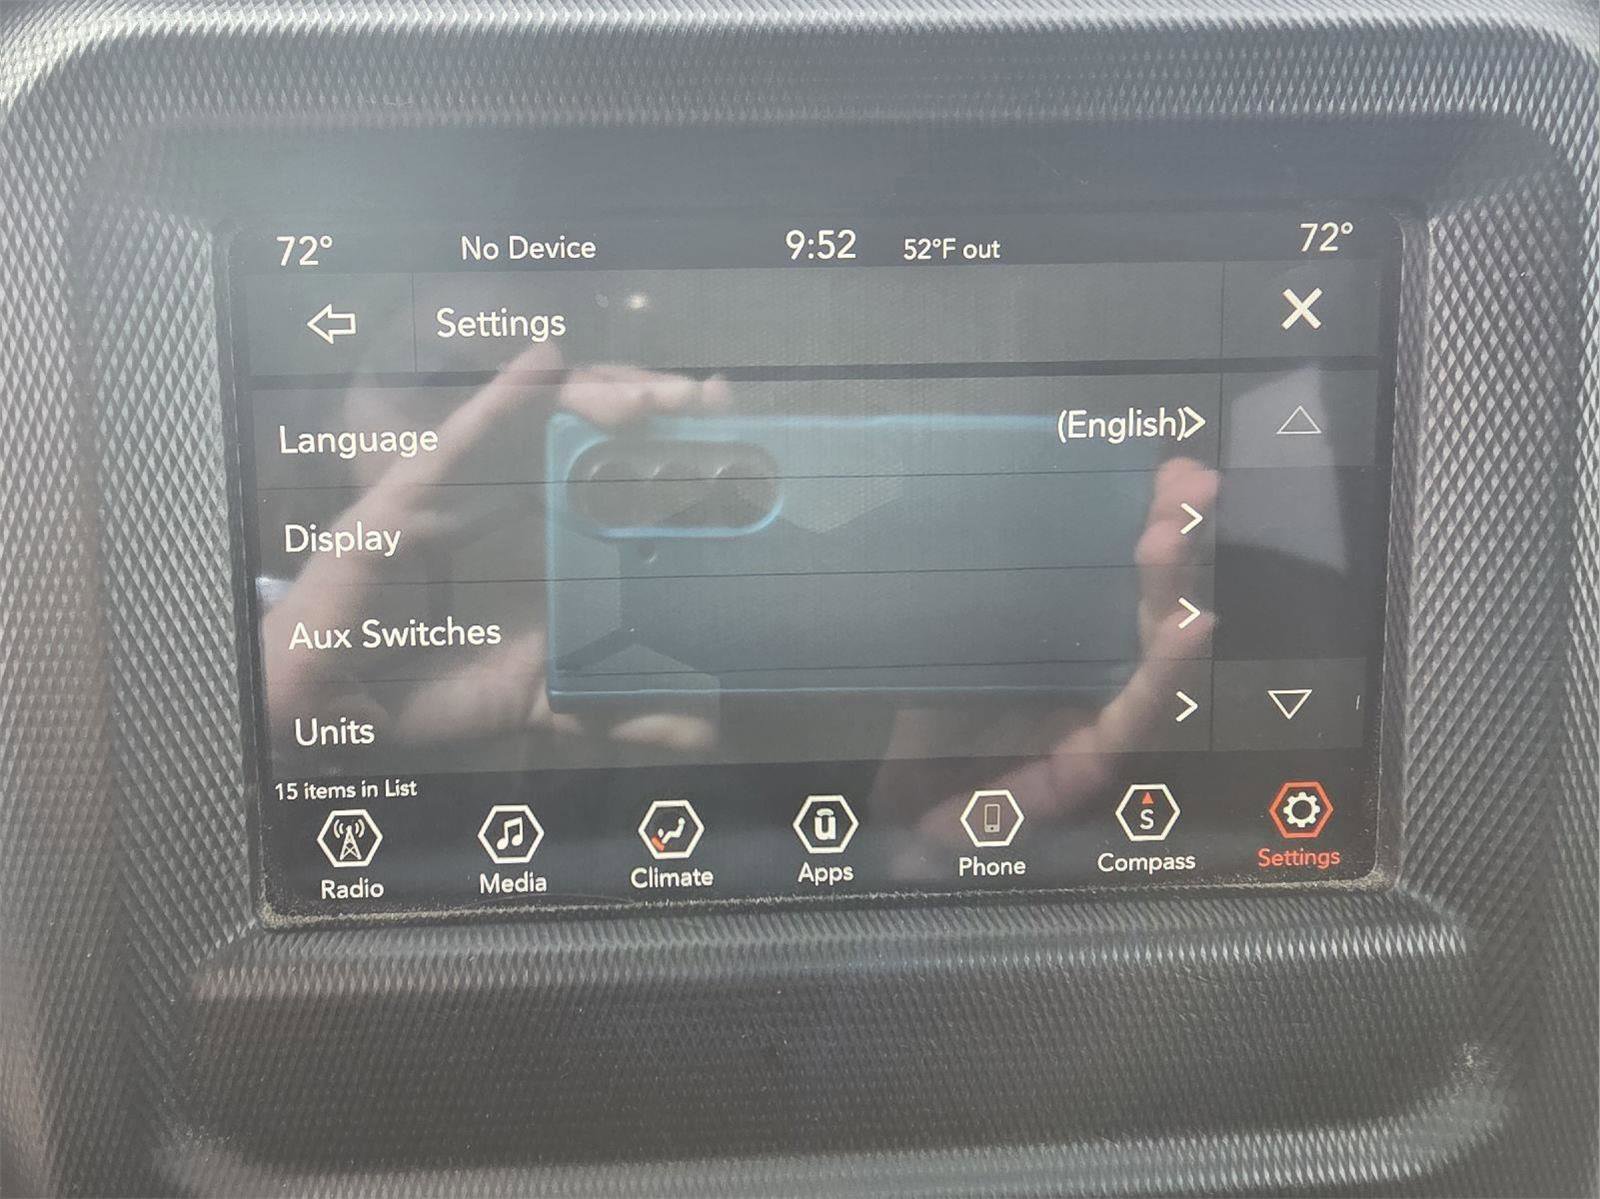 72° No Device 9:52 52°F out 72°
Settings
Language (English)
Display
Aux Switches
Units
15 items in List
Radio Media Climate Apps Phone Compass Settings
S